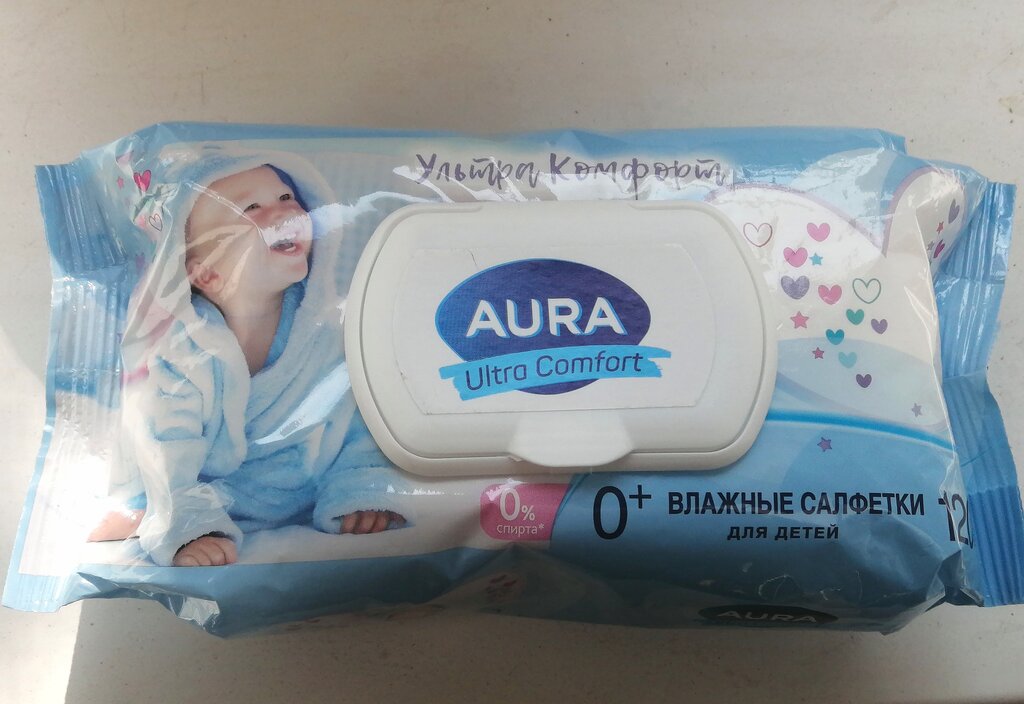 Ультра Комфорт
AURA
Ultra Comfort
0%
спирта*
0+ ВЛАЖНЫЕ САЛФЕТКИ
ДЛЯ ДЕТЕЙ
AURA